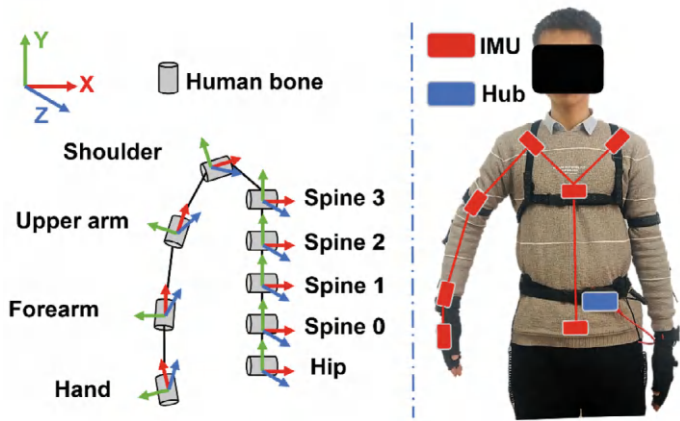 Y
X
Z
Human bone
Shoulder
Upper arm
Forearm
Hand
Spine 3
Spine 2
Spine 1
Spine 0
Hip
IMU
Hub